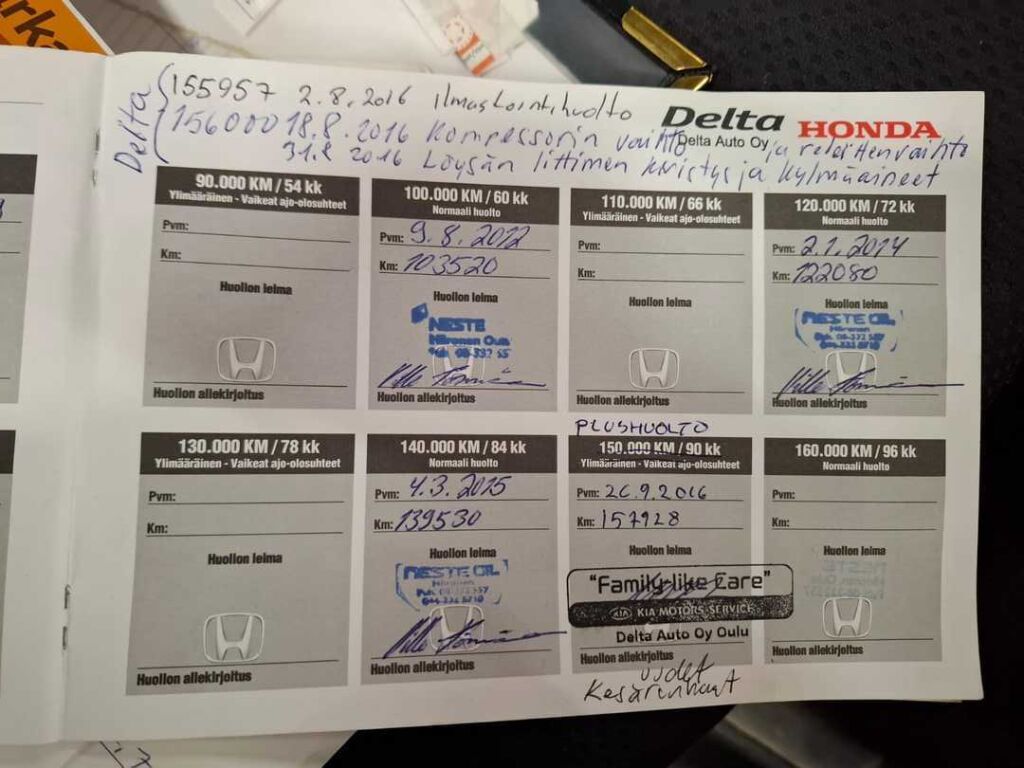 arka
Delta
155957 2.8.2016 Ilmastointihuolto
156000 18.8.2016 Kompessorin vaihto ja releittenvaihto
31.8 2016 Löysän liittimen kiristys ja kylmäaineet
Delta HONDA
Delta Auto Oy
90.000 KM / 54 kk
Ylimääräinen - Vaikeat ajo-olosuhteet
Pvm:
Km:
Huollon leima
Huollon allekirjoitus
100.000 KM / 60 kk
Normaali huolto
Pvm: 9.8.2012
Km: 103520
Huollon leima
NESTE
Härönen Oulu
Huollon allekirjoitus
110.000 KM / 66 kk
Ylimääräinen - Vaikeat ajo-olosuhteet
Pvm:
Km:
Huollon leima
Huollon allekirjoitus
120.000 KM / 72 kk
Normaali huolto
Pvm: 2.1.2014
Km: 122080
Huollon leima
NESTE OIL
Härönen
Huollon allekirjoitus
130.000 KM / 78 kk
Ylimääräinen - Vaikeat ajo-olosuhteet
Pvm:
Km:
Huollon leima
Huollon allekirjoitus
140.000 KM / 84 kk
Normaali huolto
Pvm: 4.3.2015
Km: 139530
Huollon leima
NESTE OIL
Härönen
Huollon allekirjoitus
PLUSHUOLTO
150.000 KM / 90 kk
Ylimääräinen - Vaikeat ajo-olosuhteet
Pvm: 26.9.2016
Km: 157928
Huollon leima
"Family-like Care"
KIA MOTORS SERVICE
Delta Auto Oy Oulu
Huollon allekirjoitus
Uudet
Kesärenkaat
160.000 KM / 96 kk
Normaali huolto
Pvm:
Km:
Huollon leima
Huollon allekirjoitus